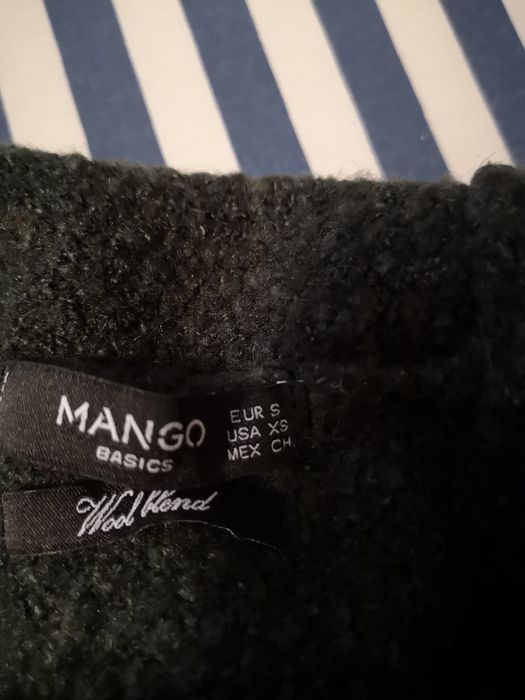 MANGO
BASICS
EUR S
USA XS
MEX CH
Wool blend